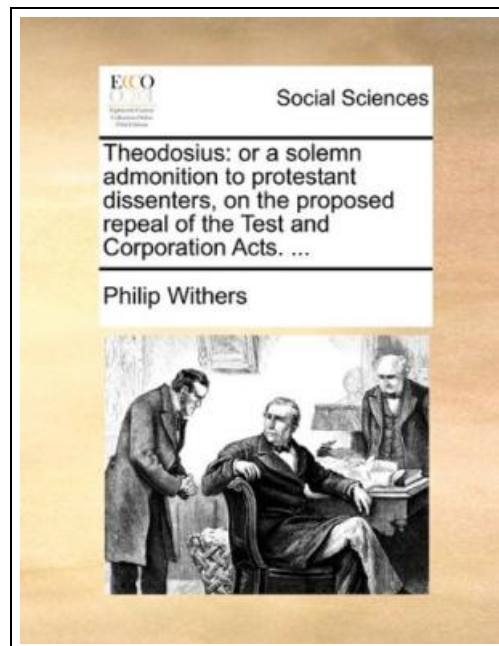 ECCO
Social Sciences
Theodosius: or a solemn
admonition to protestant
dissenters, on the proposed
repeal of the Test and
Corporation Acts. ...
Philip Withers